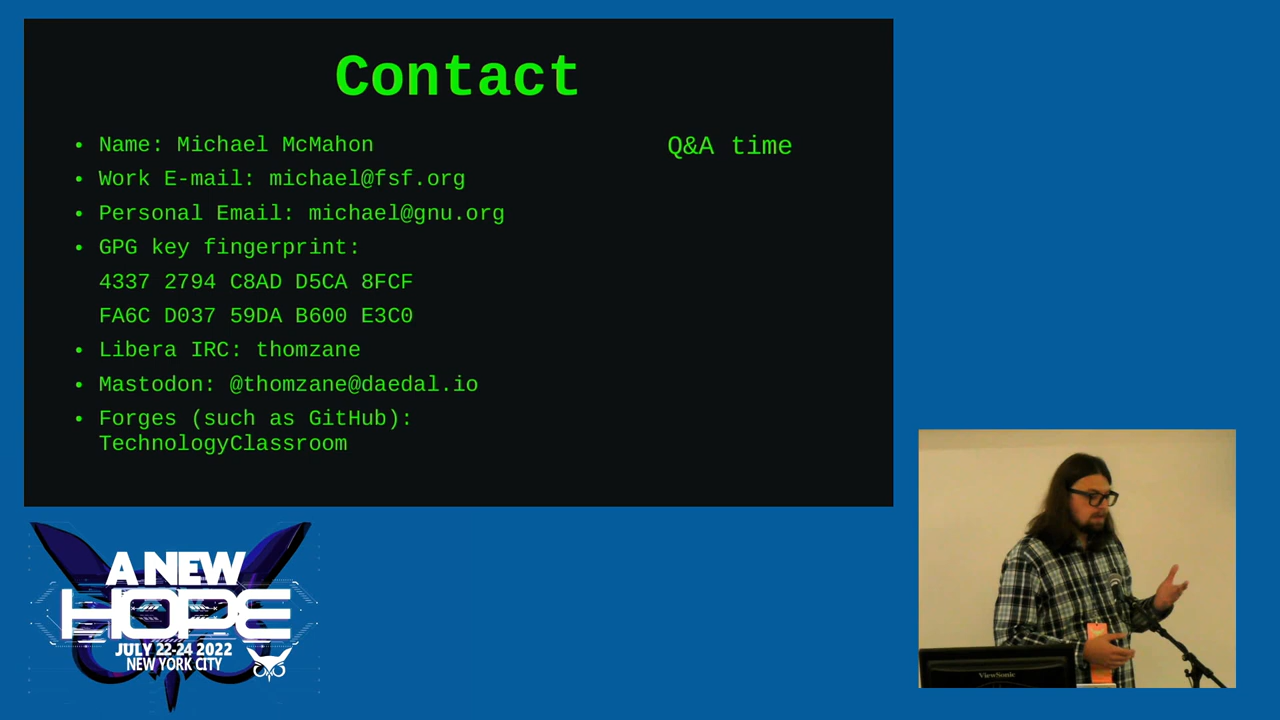 Contact
• Name: Michael McMahon
• Work E-mail: michael@fsf.org
• Personal Email: michael@gnu.org
• GPG key fingerprint:
4337 2794 C8AD D5CA 8FCF
FA6C D037 59DA B600 E3C0
• Libera IRC: thomzane
• Mastodon: @thomzane@daedal.io
• Forges (such as GitHub):
TechnologyClassroom
Q&A time
A NEW
HOPE
JULY 22-24 2022
NEW YORK CITY
ViewSonic